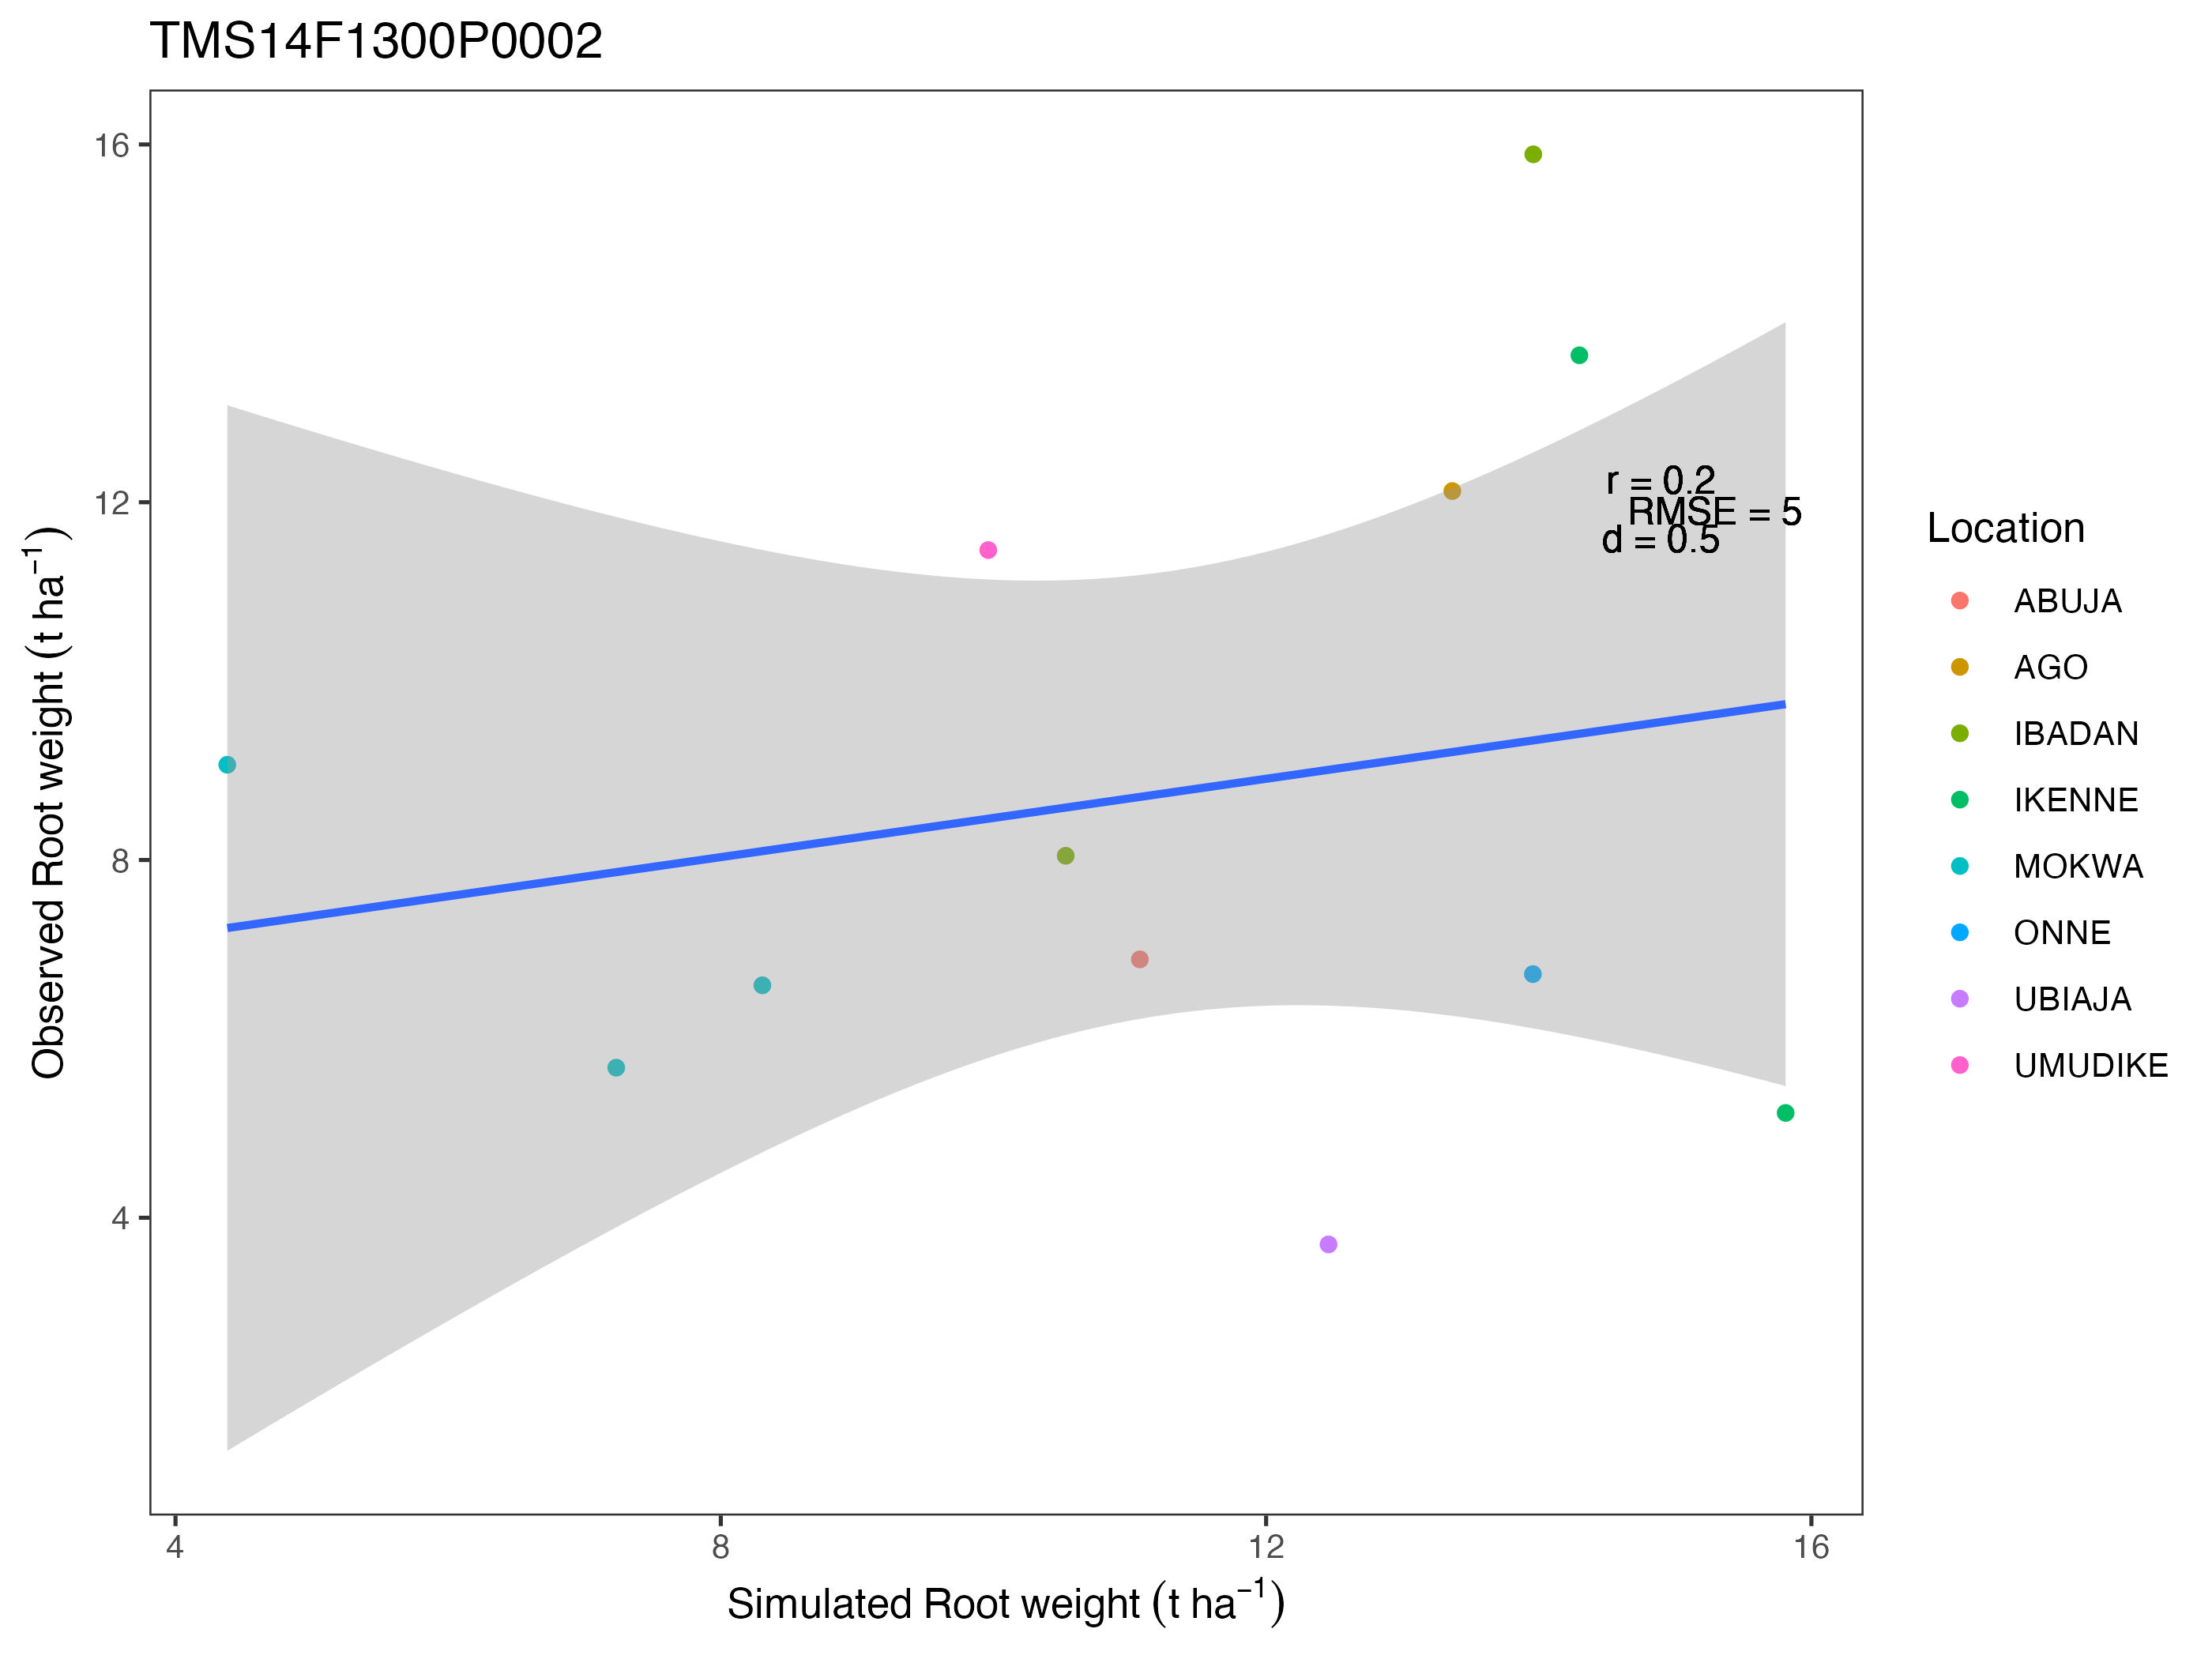 TMS14F1300P0002
Observed Root weight (t ha⁻¹)
16
12
8
4
r = 0.2
RMSE = 5
d = 0.5
4 8 12 16
Simulated Root weight (t ha⁻¹)
Location
ABUJA
AGO
IBADAN
IKENNE
MOKWA
ONNE
UBIAJA
UMUDIKE